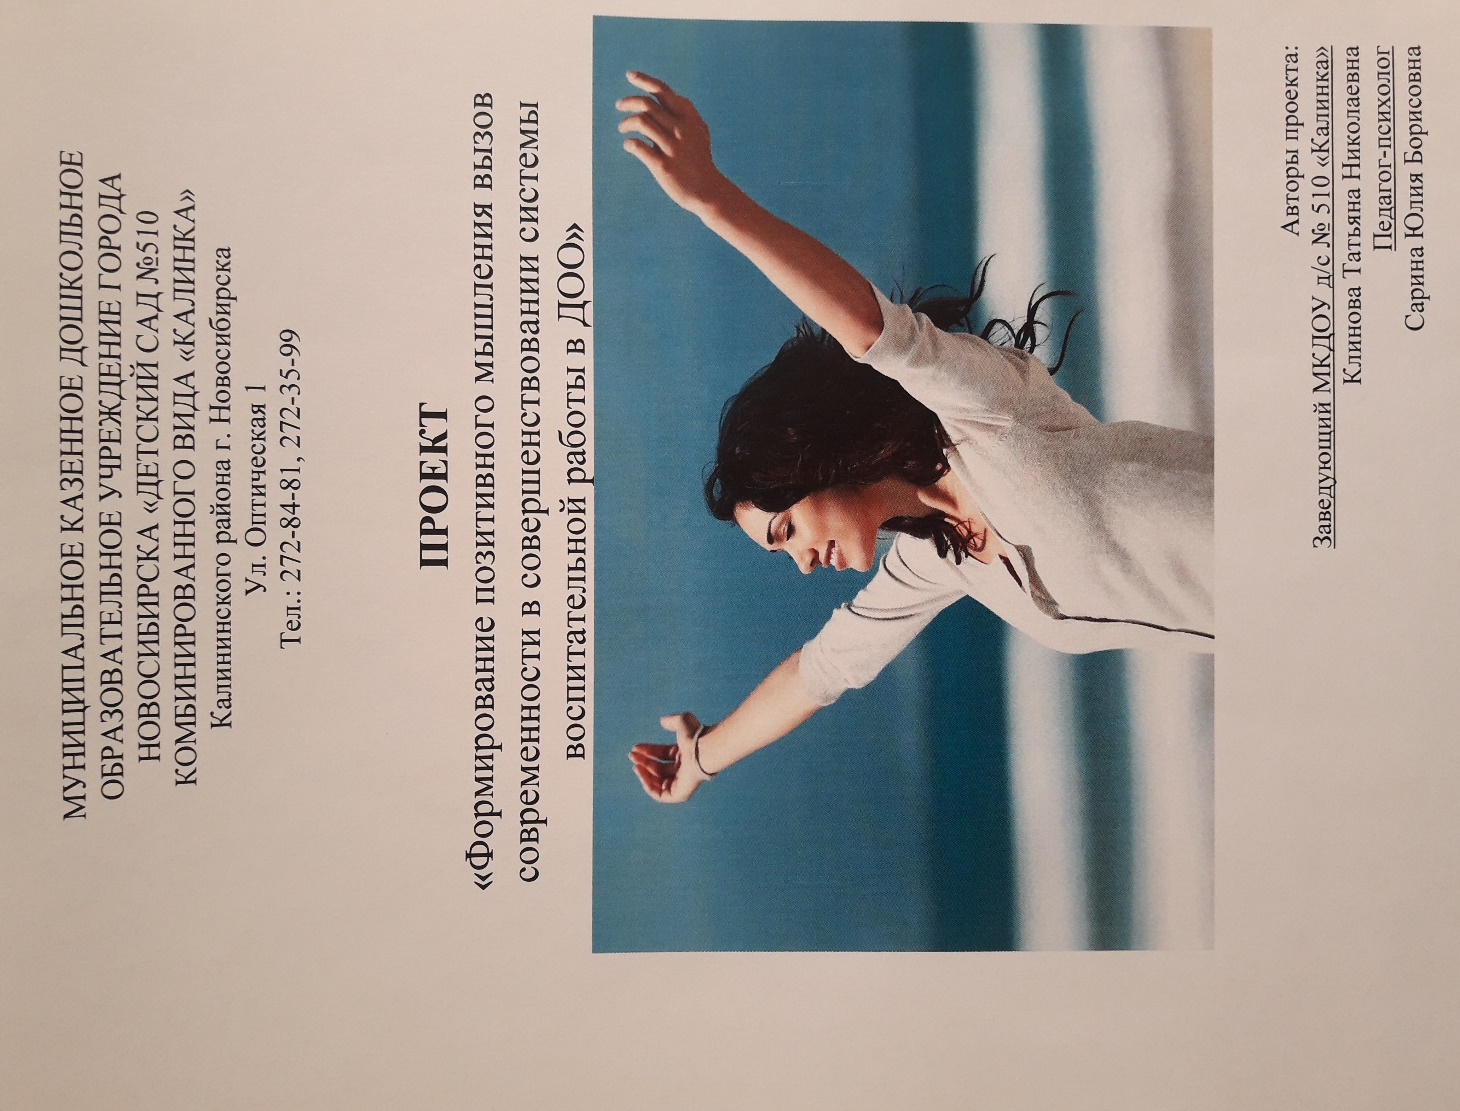 МУНИЦИПАЛЬНОЕ КАЗЕННОЕ ДОШКОЛЬНОЕ
ОБРАЗОВАТЕЛЬНОЕ УЧРЕЖДЕНИЕ ГОРОДА
НОВОСИБИРСКА «ДЕТСКИЙ САД №510
КОМБИНИРОВАННОГО ВИДА «КАЛИНКА»
Калининского района г. Новосибирска
Ул. Оптическая 1
Тел.: 272-84-81, 272-35-99
ПРОЕКТ
«Формирование позитивного мышления вызов
современности в совершенствовании системы
воспитательной работы в ДОО»
Авторы проекта:
Заведующий МКДОУ д/с № 510 «Калинка»
Клинова Татьяна Николаевна
Педагог-психолог
Сарина Юлия Борисовна